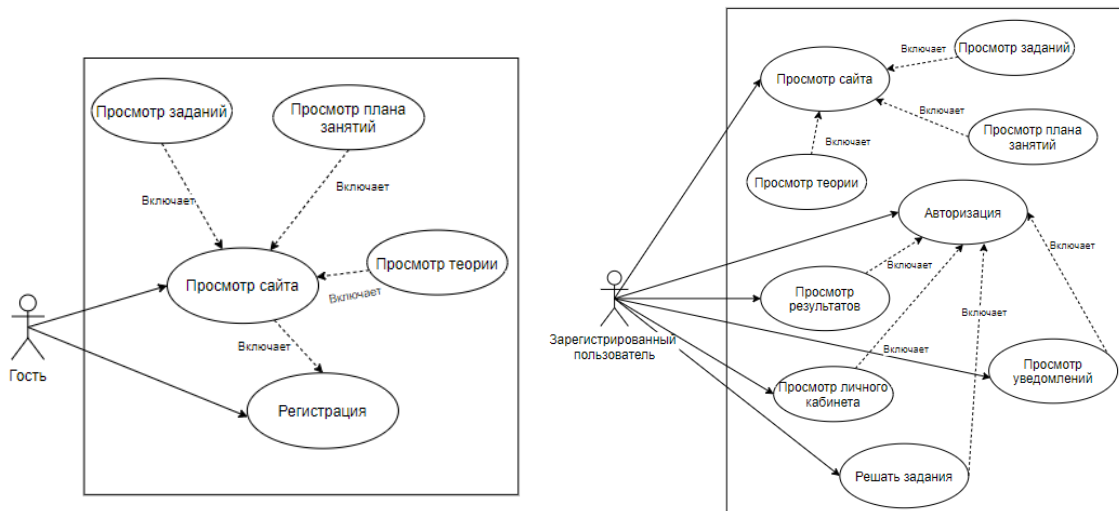 Просмотр заданий
Просмотр плана
занятий
Включает
Включает
Просмотр теории
Просмотр сайта
Включает
Включает
Гость
Регистрация
Просмотр заданий
Включает
Просмотр сайта
Включает
Просмотр плана
занятий
Включает
Просмотр теории
Авторизация
Включает
Включает
Просмотр
результатов
Включает
Зарегистрированный
пользователь
Включает
Просмотр
уведомлений
Просмотр личного
кабинета
Решать задания